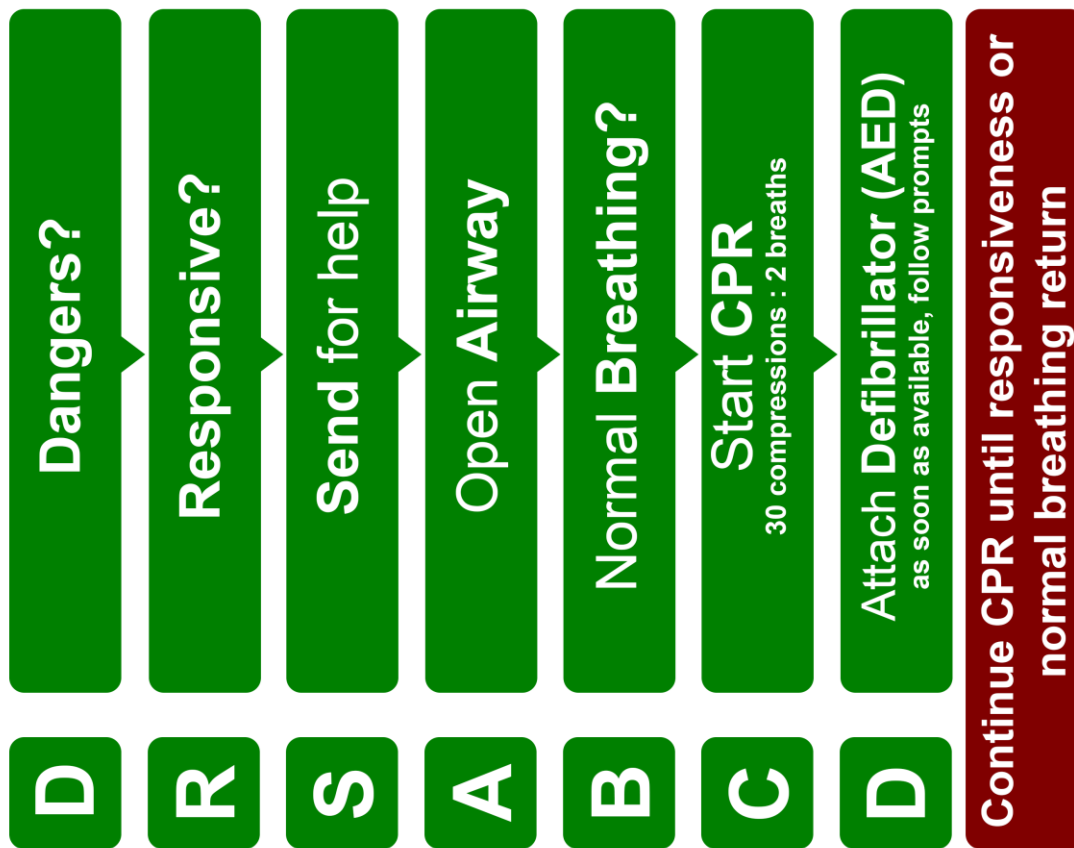 D
Dangers?
R
Responsive?
S
Send for help
A
Open Airway
B
Normal Breathing?
C
Start CPR
30 compressions : 2 breaths
D
Attach Defibrillator (AED)
as soon as available, follow prompts
Continue CPR until responsiveness or
normal breathing return